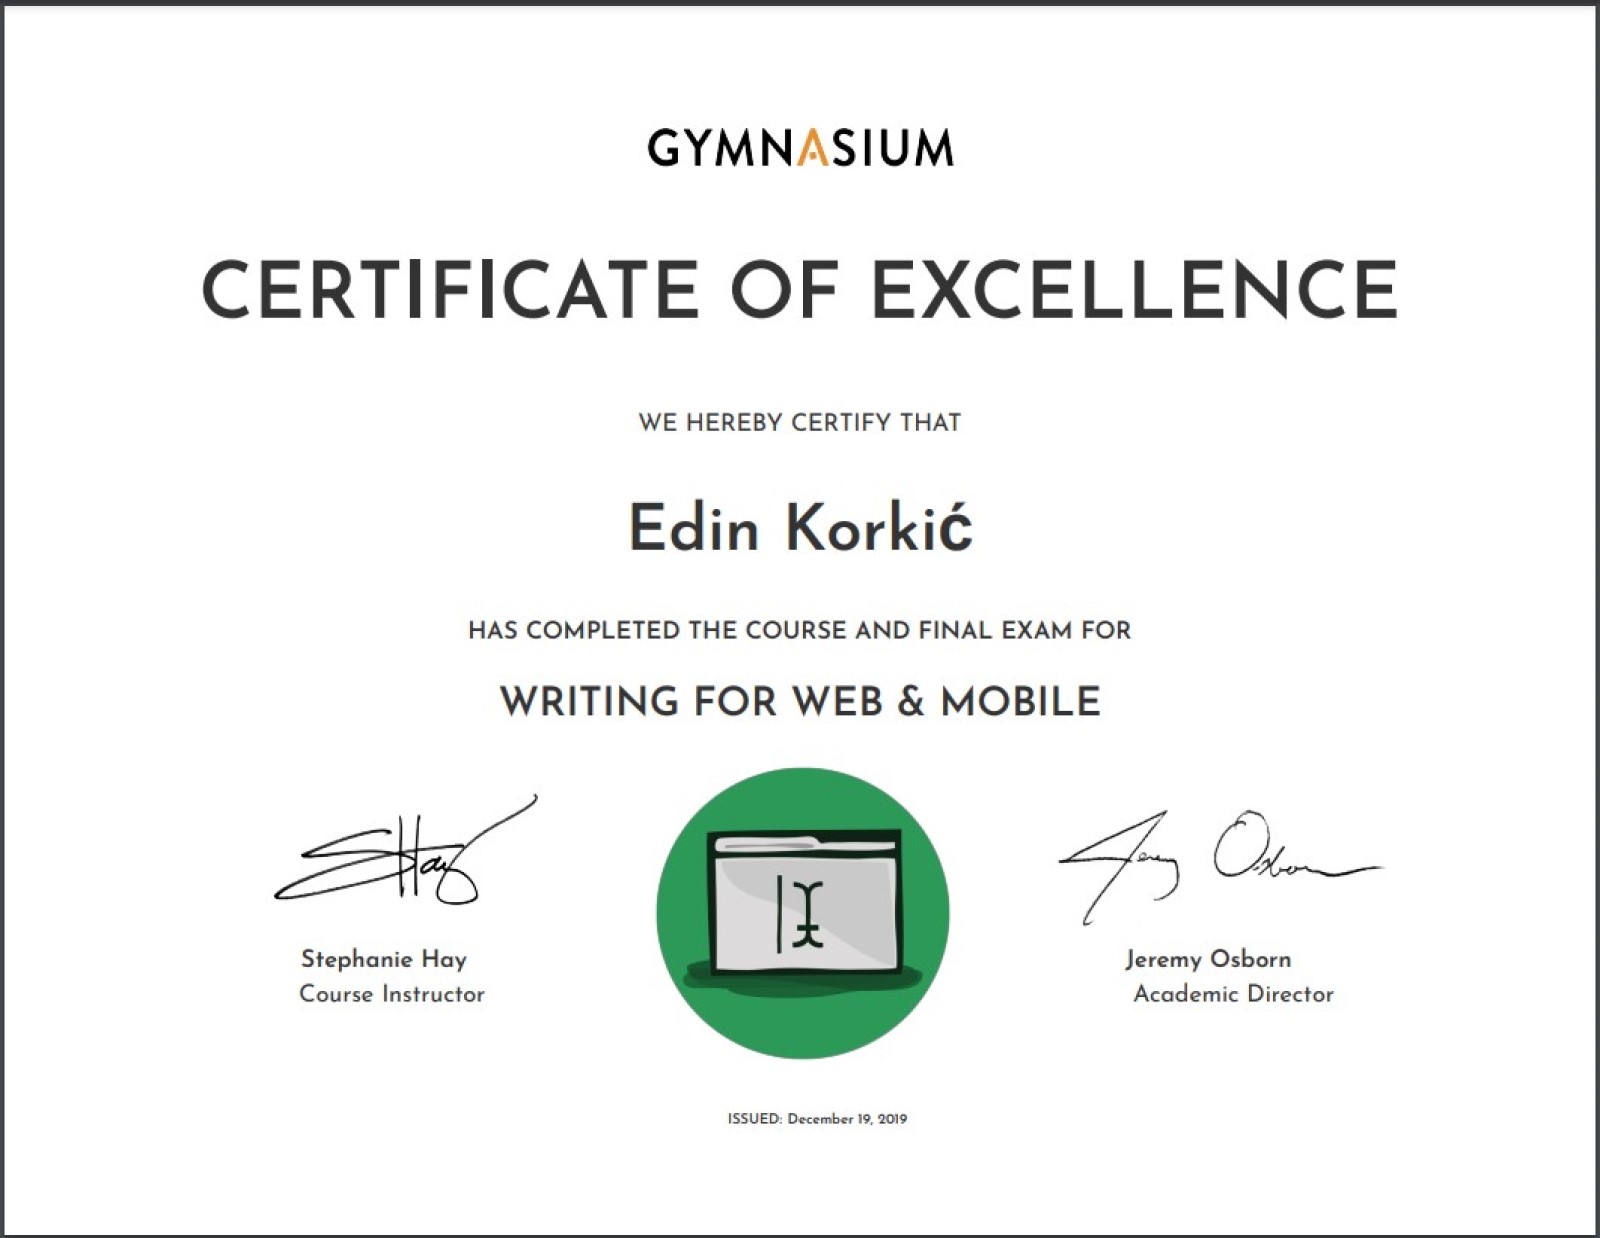 GYMNASIUM
CERTIFICATE OF EXCELLENCE
WE HEREBY CERTIFY THAT
Edin Korkić
HAS COMPLETED THE COURSE AND FINAL EXAM FOR
WRITING FOR WEB & MOBILE
SHay
Jeremy Osborn
Stephanie Hay
Course Instructor
Jeremy Osborn
Academic Director
ISSUED: December 19, 2019